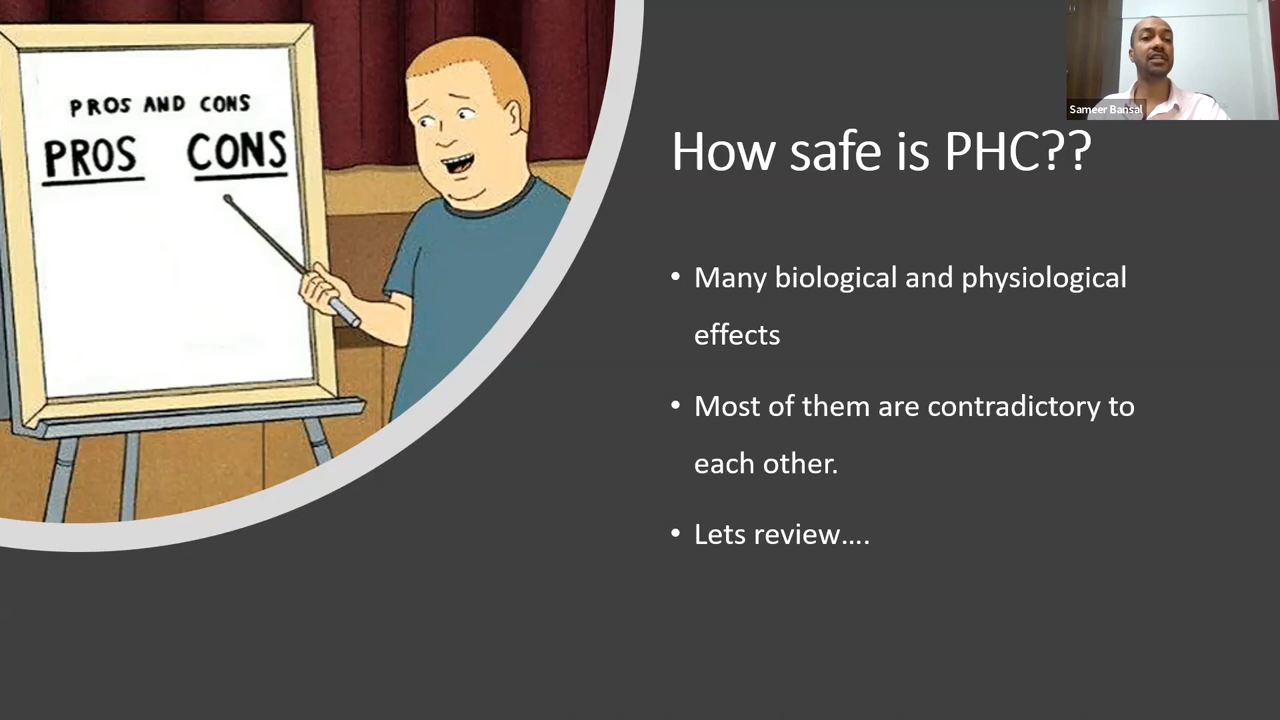 PROS AND CONS
PROS CONS
Sameer Bansal
How safe is PHC??
• Many biological and physiological
effects
• Most of them are contradictory to
each other.
• Lets review....